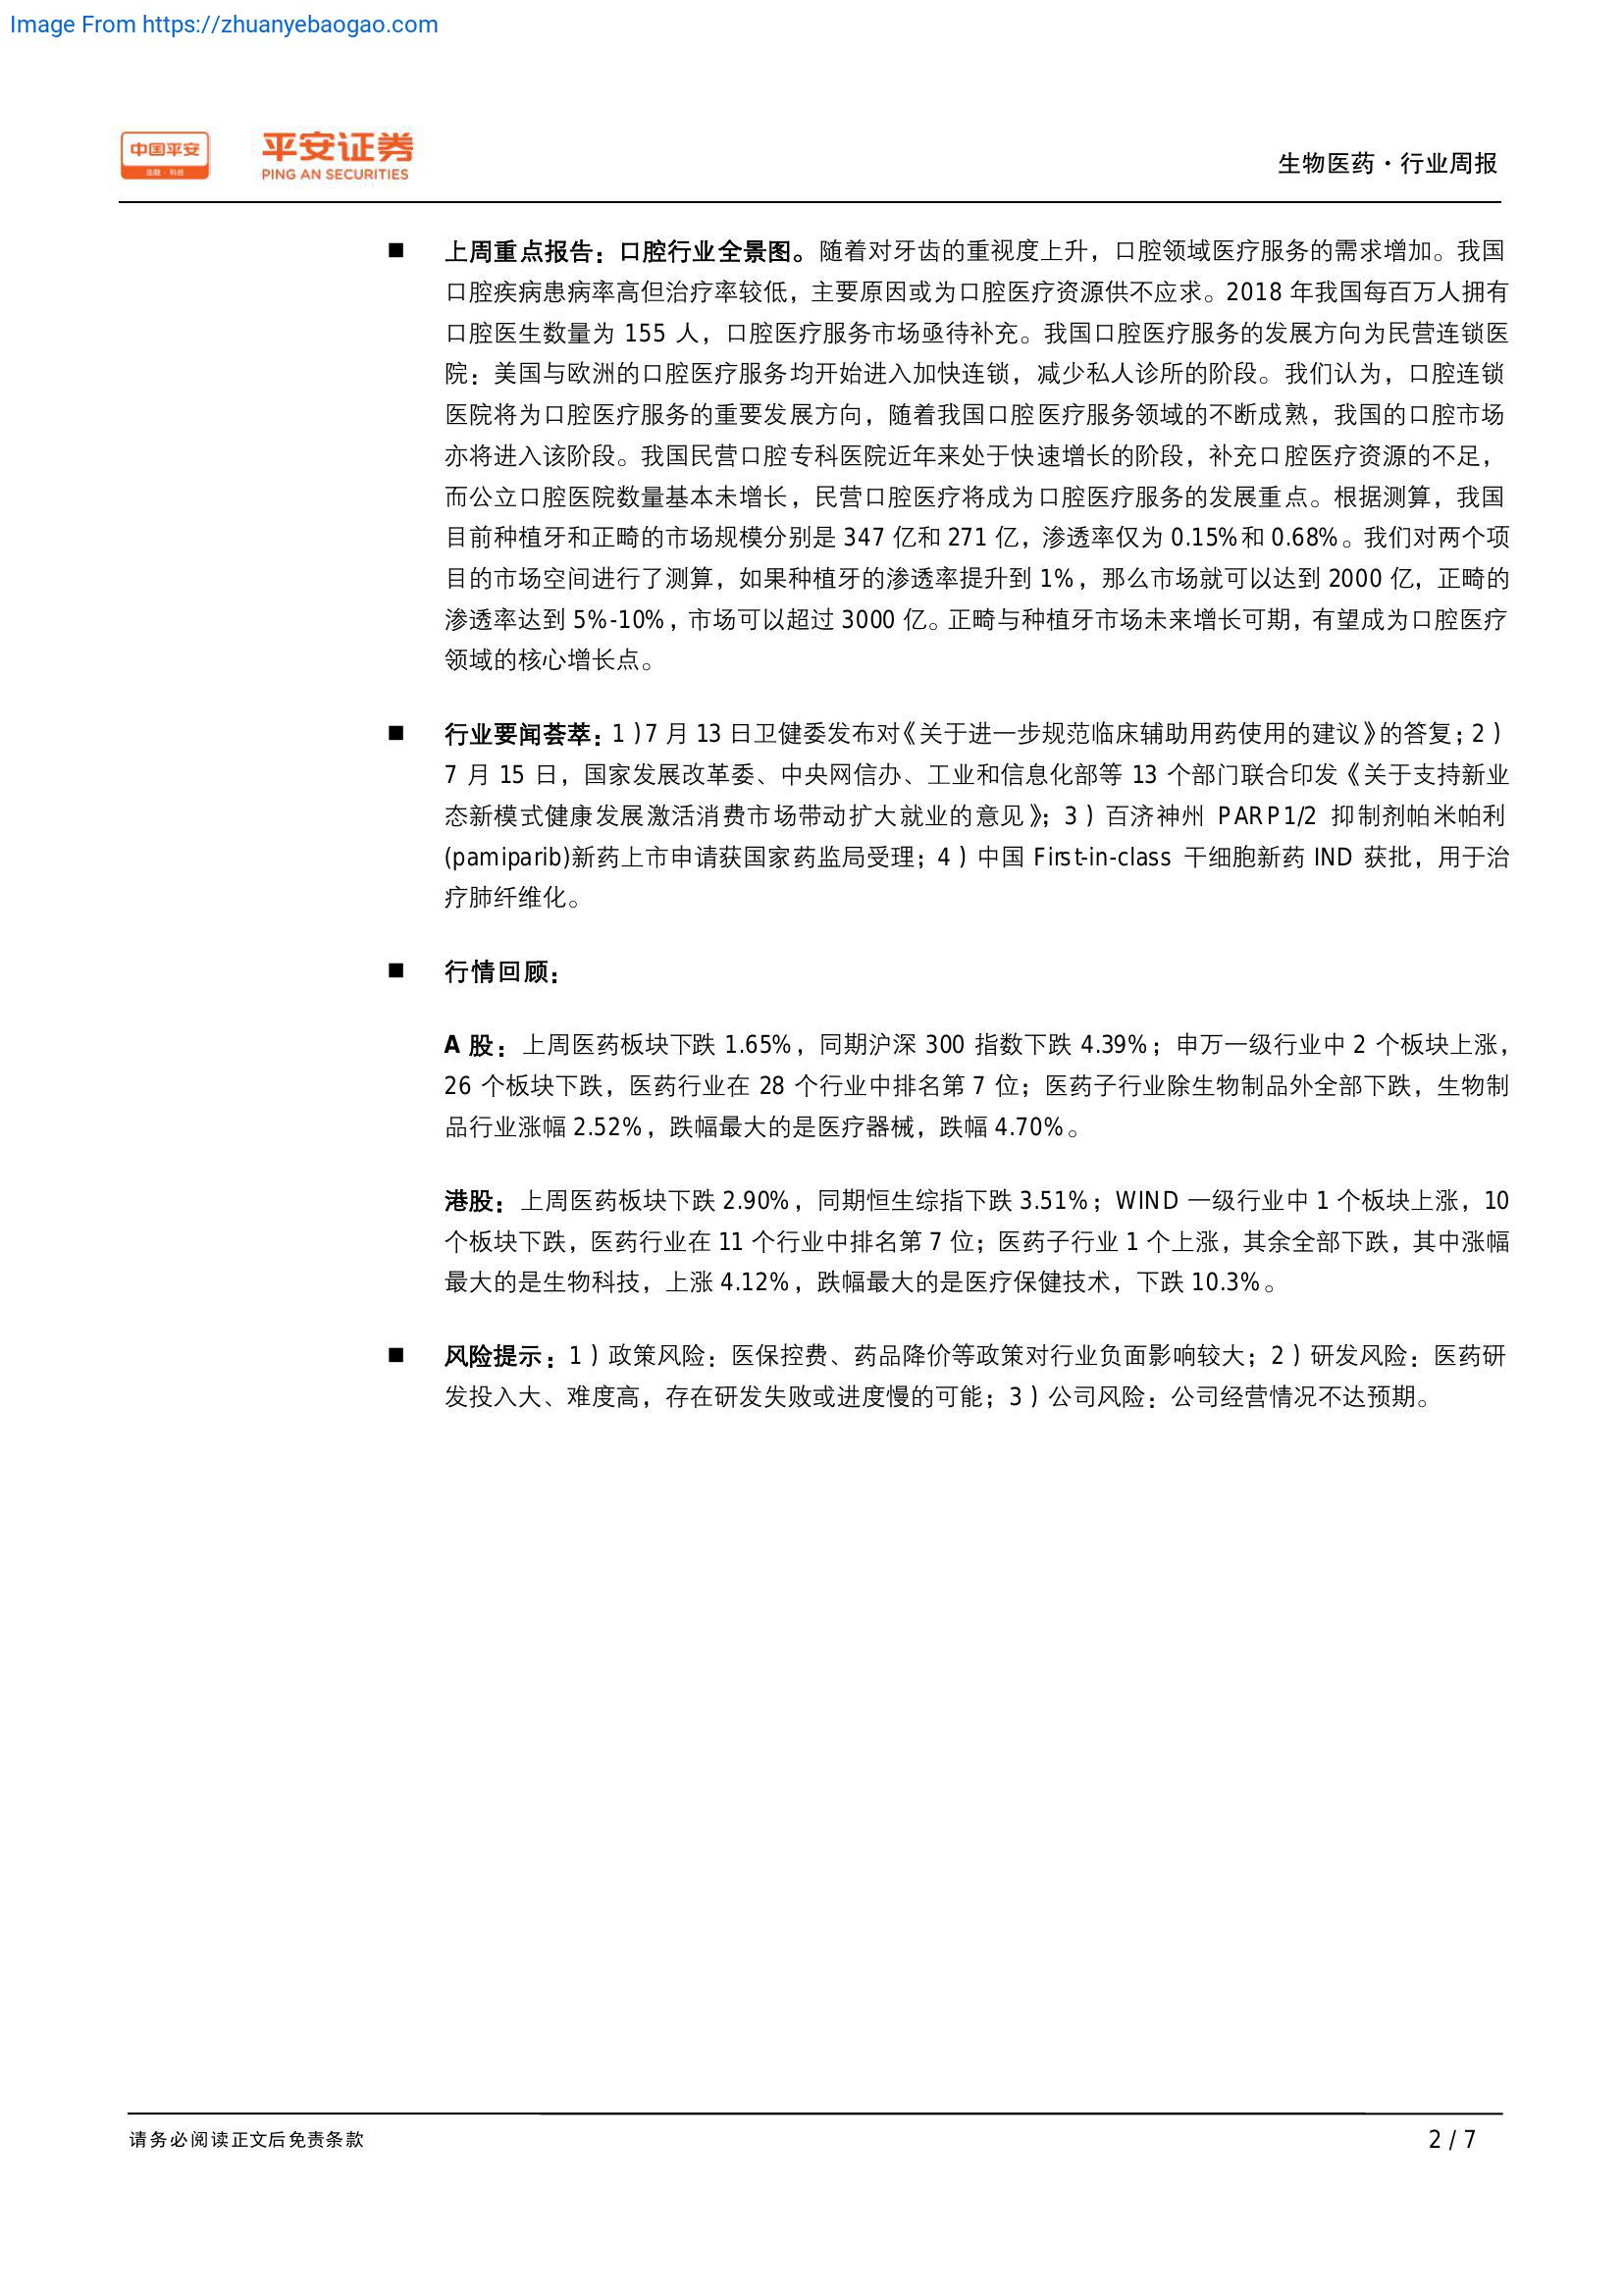 Image From https://zhuanyebaogao.com
中国平安
金融·科技
平安证券
PING AN SECURITIES
生物医药·行业周报
■ 上周重点报告：口腔行业全景图。随着对牙齿的重视度上升，口腔领域医疗服务的需求增加。我国
口腔疾病患病率高但治疗率较低，主要原因或为口腔医疗资源供不应求。2018 年我国每百万人拥有
口腔医生数量为 155 人，口腔医疗服务市场亟待补充。我国口腔医疗服务的发展方向为民营连锁医
院：美国与欧洲的口腔医疗服务均开始进入加快连锁，减少私人诊所的阶段。我们认为，口腔连锁
医院将为口腔医疗服务的重要发展方向，随着我国口腔医疗服务领域的不断成熟，我国的口腔市场
亦将进入该阶段。我国民营口腔专科医院近年来处于快速增长的阶段，补充口腔医疗资源的不足，
而公立口腔医院数量基本未增长，民营口腔医疗将成为口腔医疗服务的发展重点。根据测算，我国
目前种植牙和正畸的市场规模分别是 347 亿和 271 亿，渗透率仅为 0.15%和 0.68%。我们对两个项
目的市场空间进行了测算，如果种植牙的渗透率提升到 1%，那么市场就可以达到 2000 亿，正畸的
渗透率达到 5%-10%，市场可以超过 3000 亿。正畸与种植牙市场未来增长可期，有望成为口腔医疗
领域的核心增长点。
■ 行业要闻荟萃：1）7 月 13 日卫健委发布对《关于进一步规范临床辅助用药使用的建议》的答复；2）
7 月 15 日，国家发展改革委、中央网信办、工业和信息化部等 13 个部门联合印发《关于支持新业
态新模式健康发展激活消费市场带动扩大就业的意见》；3）百济神州 PARP1/2 抑制剂帕米帕利
(pamiparib)新药上市申请获国家药监局受理；4）中国 First-in-class 干细胞新药 IND 获批，用于治
疗肺纤维化。
■ 行情回顾：
A 股：上周医药板块下跌 1.65%，同期沪深 300 指数下跌 4.39%；申万一级行业中 2 个板块上涨，
26 个板块下跌，医药行业在 28 个行业中排名第 7 位；医药子行业除生物制品外全部下跌，生物制
品行业涨幅 2.52%，跌幅最大的是医疗器械，跌幅 4.70%。
港股：上周医药板块下跌 2.90%，同期恒生综指下跌 3.51%；WIND 一级行业中 1 个板块上涨，10
个板块下跌，医药行业在 11 个行业中排名第 7 位；医药子行业 1 个上涨，其余全部下跌，其中涨幅
最大的是生物科技，上涨 4.12%，跌幅最大的是医疗保健技术，下跌 10.3%。
■ 风险提示：1）政策风险：医保控费、药品降价等政策对行业负面影响较大；2）研发风险：医药研
发投入大、难度高，存在研发失败或进度慢的可能；3）公司风险：公司经营情况不达预期。
请务必阅读正文后免责条款
2 / 7